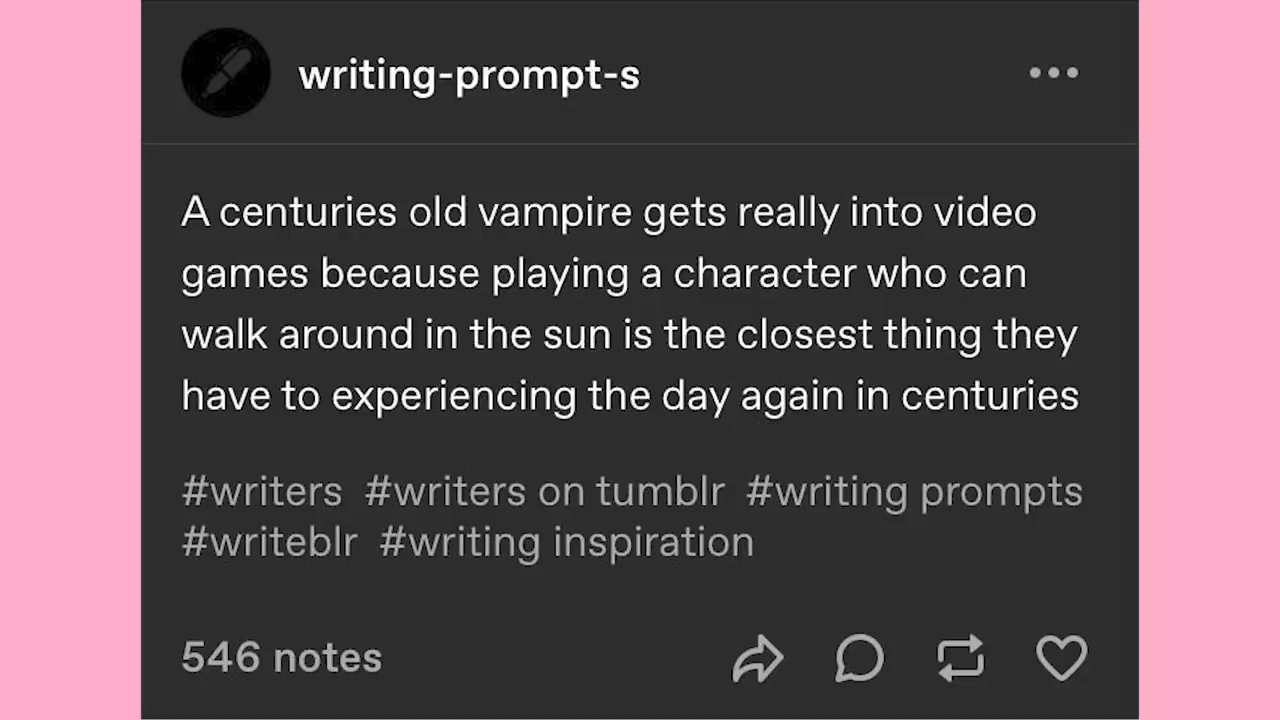 writing-prompt-s
A centuries old vampire gets really into video
games because playing a character who can
walk around in the sun is the closest thing they
have to experiencing the day again in centuries
#writers #writers on tumblr #writing prompts
#writeblr #writing inspiration
546 notes